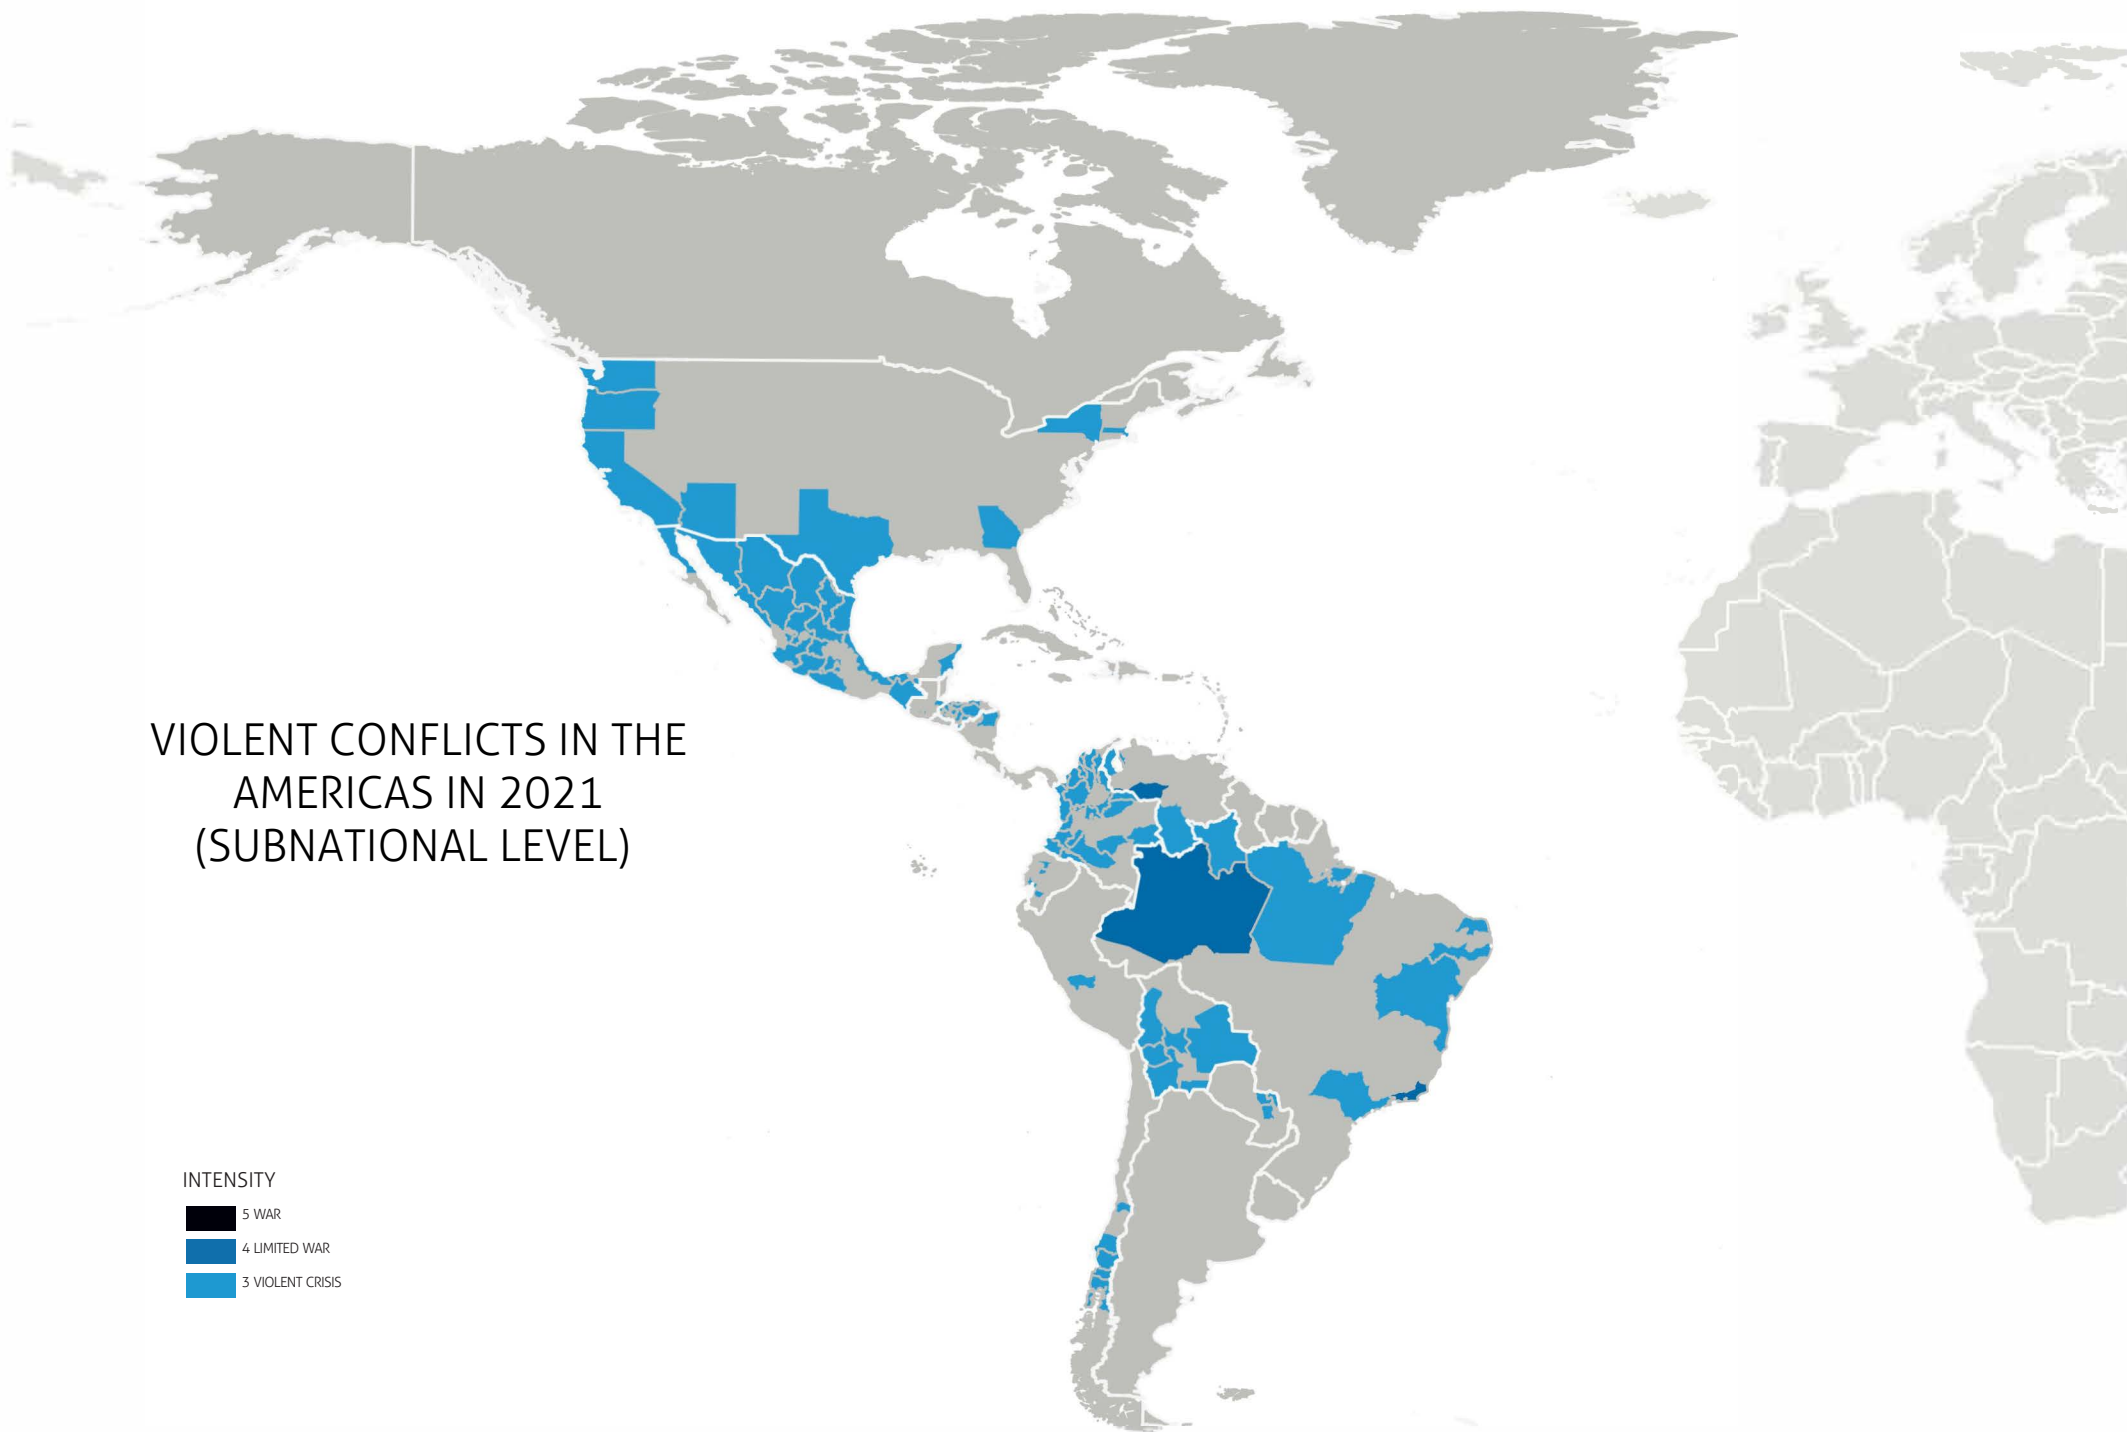 VIOLENT CONFLICTS IN THE
AMERICAS IN 2021
(SUBNATIONAL LEVEL)
INTENSITY
5 WAR
4 LIMITED WAR
3 VIOLENT CRISIS